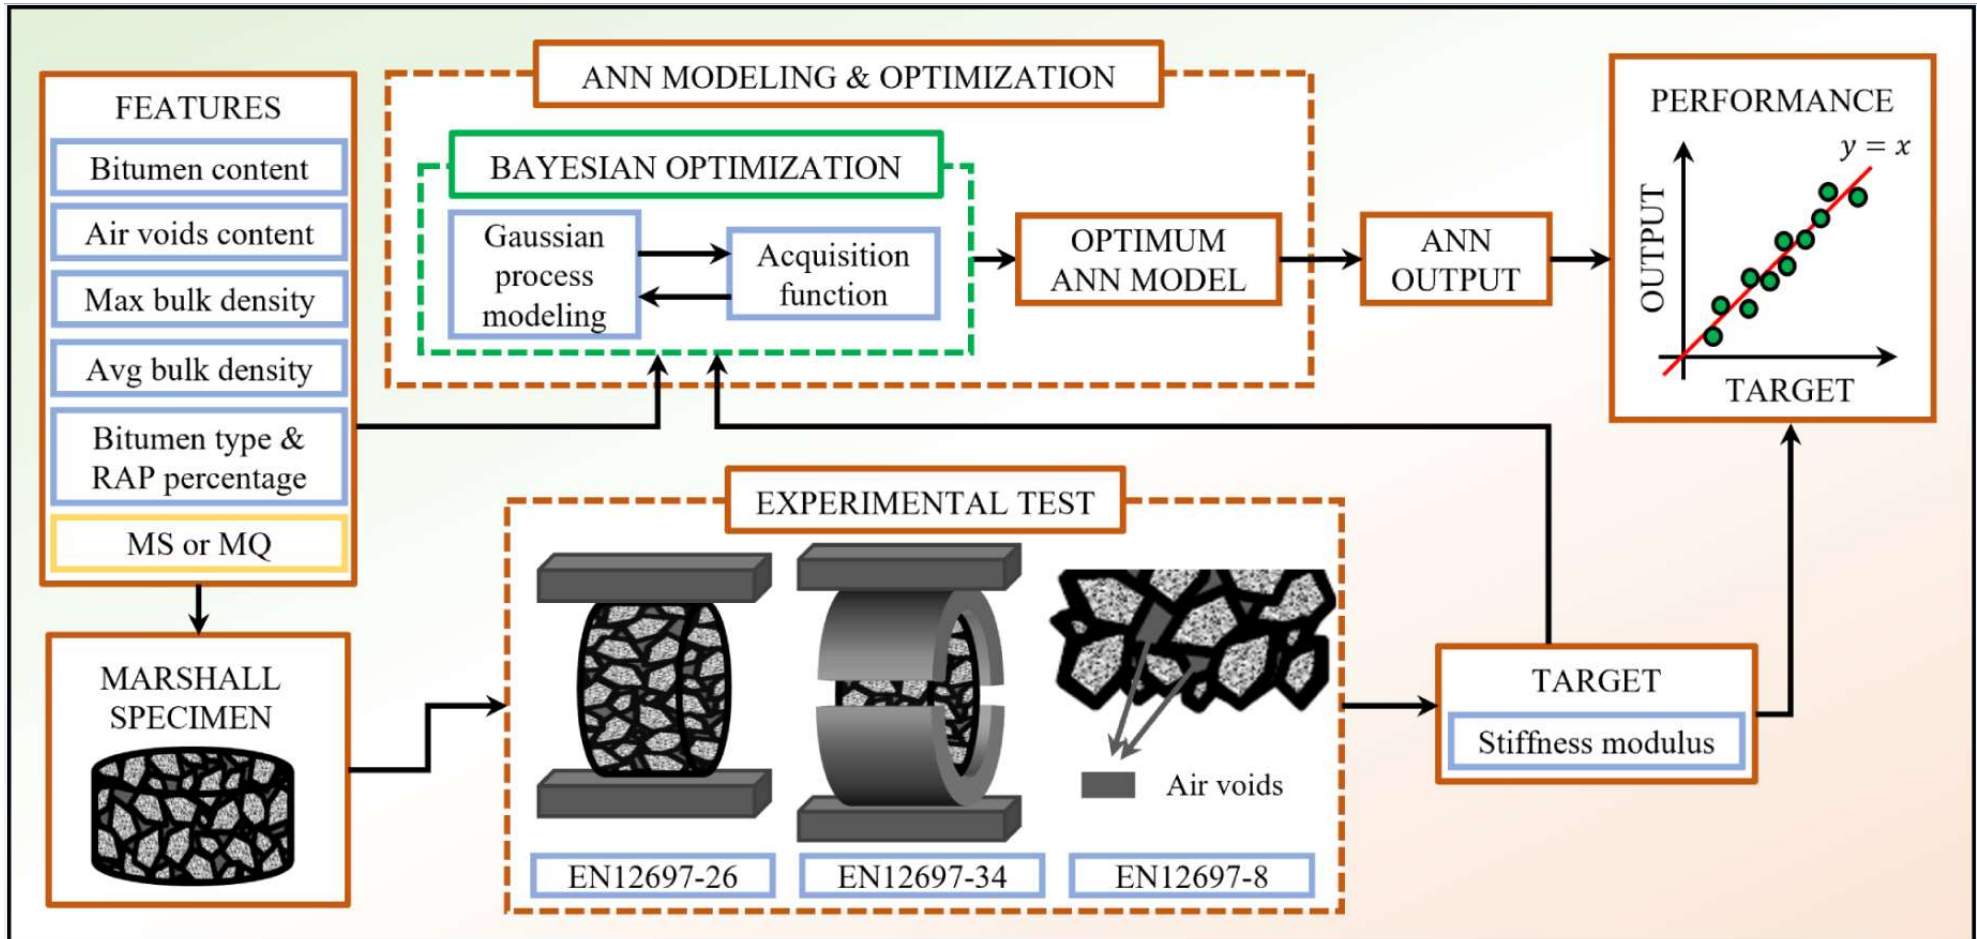 FEATURES
Bitumen content
Air voids content
Max bulk density
Avg bulk density
Bitumen type &
RAP percentage
MS or MQ
MARSHALL
SPECIMEN
ANN MODELING & OPTIMIZATION
BAYESIAN OPTIMIZATION
Gaussian
process
modeling
Acquisition
function
OPTIMUM
ANN MODEL
ANN
OUTPUT
PERFORMANCE
y = x
OUTPUT
TARGET
EXPERIMENTAL TEST
Air voids
EN12697-26
EN12697-34
EN12697-8
TARGET
Stiffness modulus